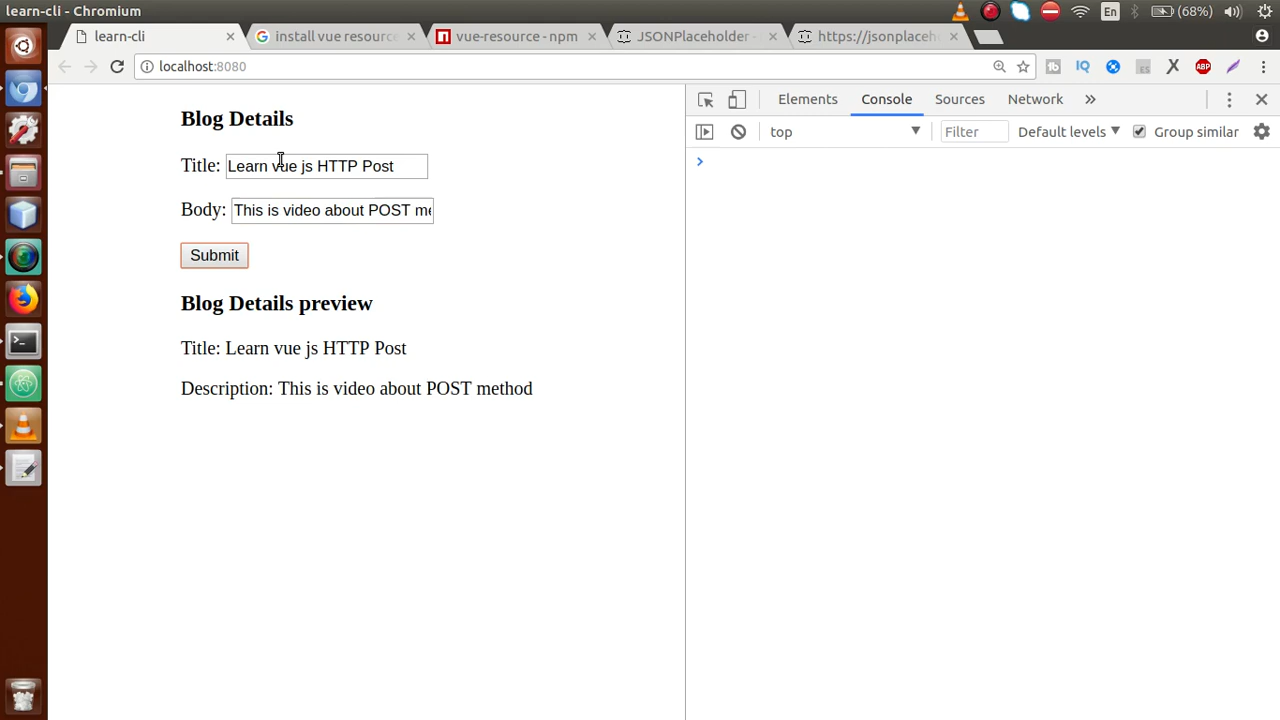 learn-cli - Chromium
En
(68%)
learn-cli
install vue resourc
vue-resource - npm
JSONPlaceholder -
https://jsonplaceh
localhost:8080
Elements
Console
Sources
Network
top
Filter
Default levels
Group similar
Blog Details
Title: Learn vue js HTTP Post
Body: This is video about POST me
Submit
Blog Details preview
Title: Learn vue js HTTP Post
Description: This is video about POST method